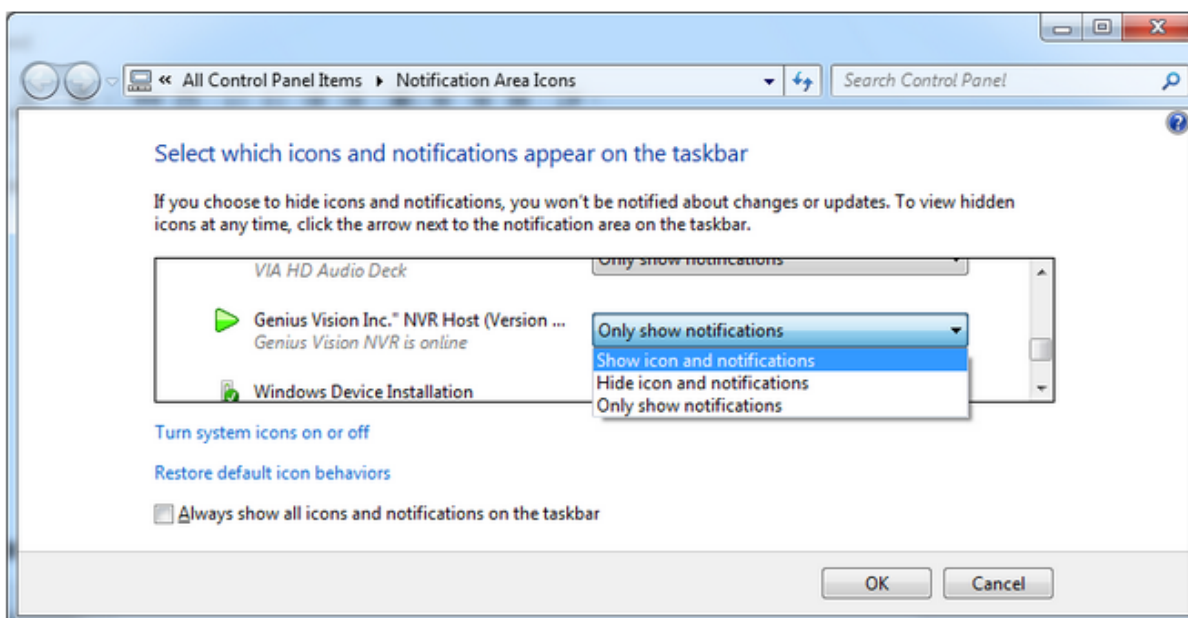 « All Control Panel Items ▸ Notification Area Icons
Search Control Panel
Select which icons and notifications appear on the taskbar
If you choose to hide icons and notifications, you won't be notified about changes or updates. To view hidden
icons at any time, click the arrow next to the notification area on the taskbar.
VIA HD Audio Deck
Only show notifications
Genius Vision Inc." NVR Host (Version ...
Genius Vision NVR is online
Only show notifications
Show icon and notifications
Hide icon and notifications
Only show notifications
Windows Device Installation
Turn system icons on or off
Restore default icon behaviors
Always show all icons and notifications on the taskbar
OK
Cancel